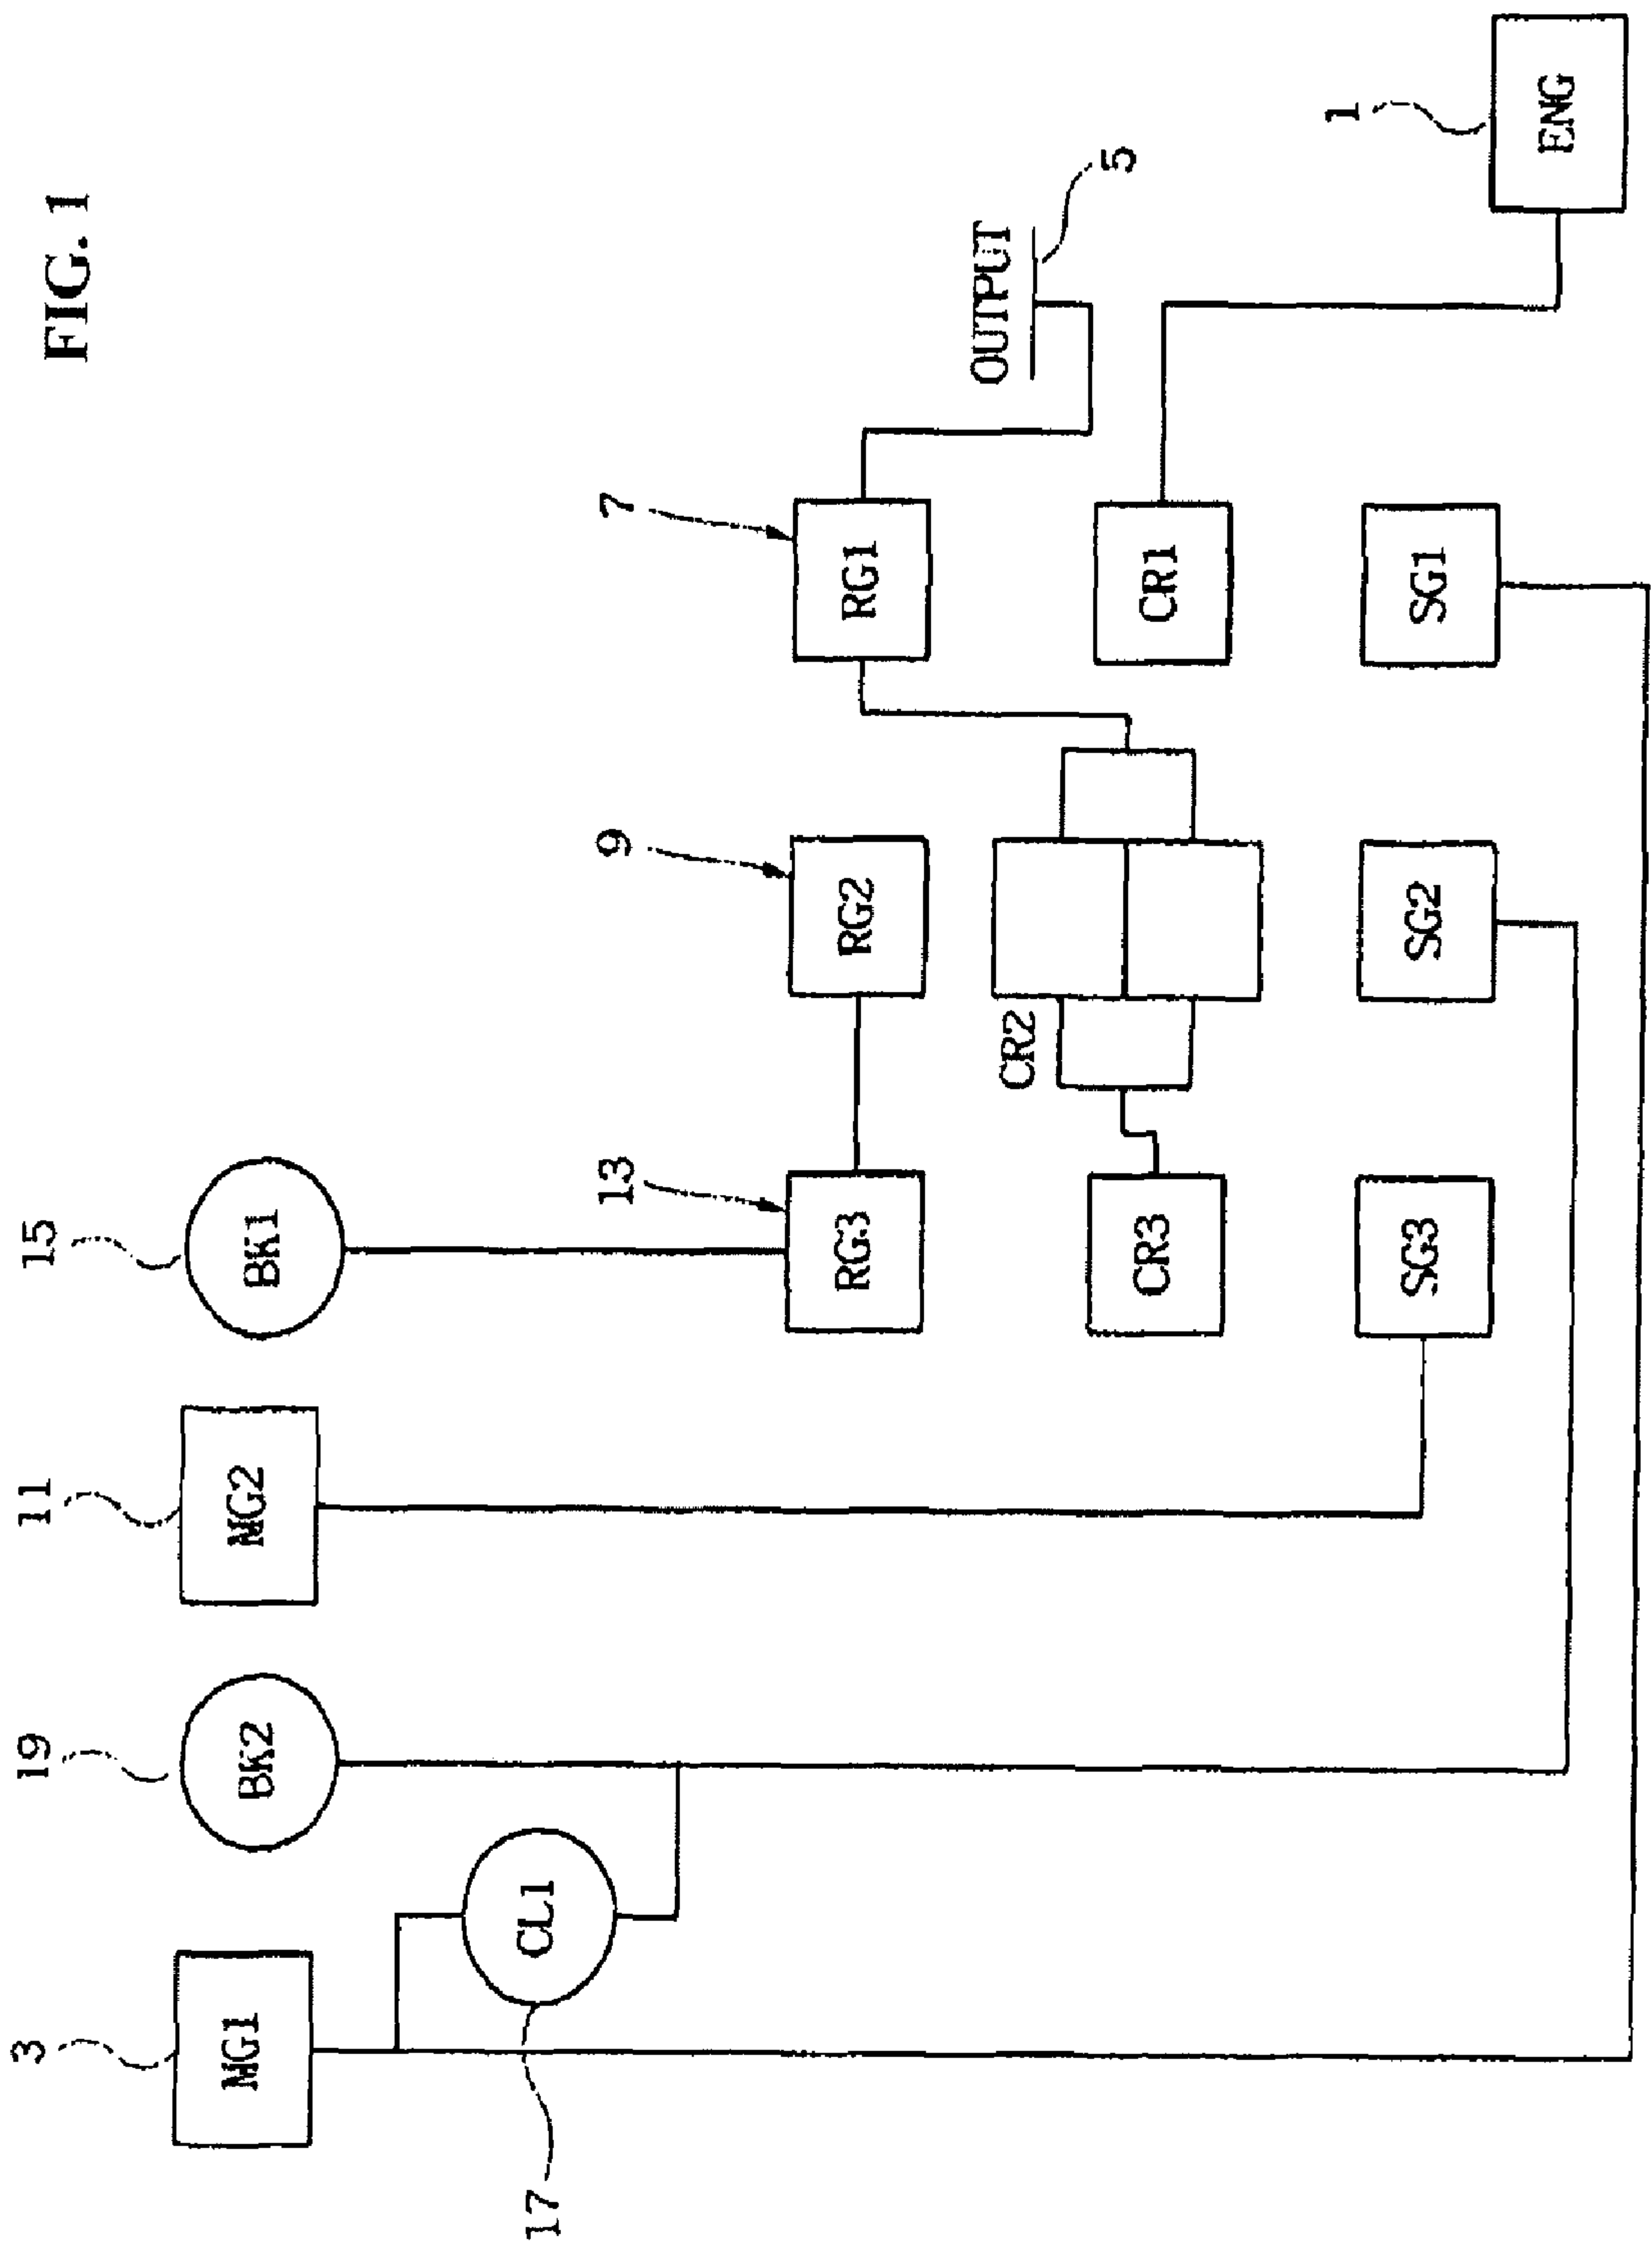 FIG. 1
3
19
11
15
MG1
BK2
MG2
BK1
17
CL1
13
9
7
RG3
RG2
RG1
OUTPUT
5
CR2
CR3
CR1
SG3
SG2
SG1
1
ENG